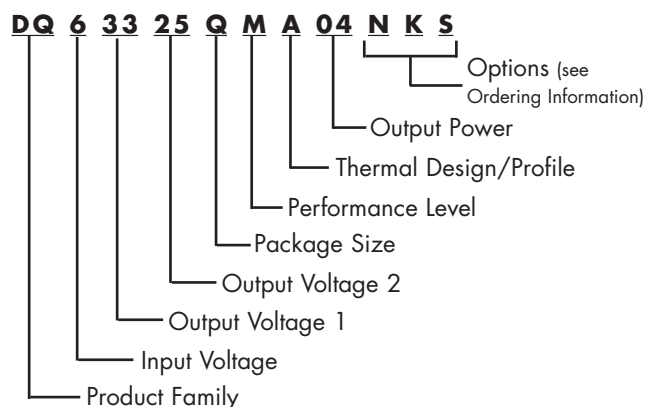 DQ 6 33 25 Q M A 04 N K S
Options (see
Ordering Information)
Output Power
Thermal Design/Profile
Performance Level
Package Size
Output Voltage 2
Output Voltage 1
Input Voltage
Product Family